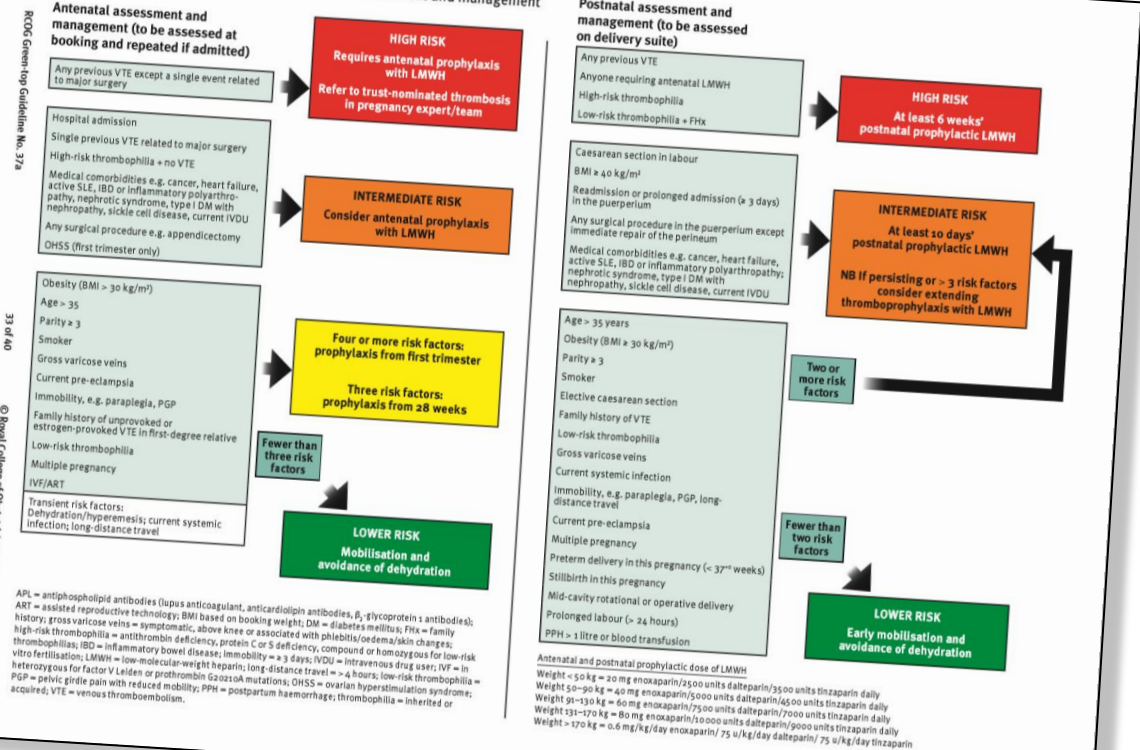 RCOG Green-top Guideline No. 37a
33 of 40
© Royal College of
and management
Antenatal assessment and
management (to be assessed at
booking and repeated if admitted)
Any previous VTE except a single event related
to major surgery
HIGH RISK
Requires antenatal prophylaxis
with LMWH
Refer to trust-nominated thrombosis
in pregnancy expert/team
Hospital admission
Single previous VTE related to major surgery
High-risk thrombophilia + no VTE
Medical comorbidities e.g. cancer, heart failure,
active SLE, IBD or inflammatory polyarthro-
pathy, nephrotic syndrome, type I DM with
nephropathy, sickle cell disease, current IVDU
Any surgical procedure e.g. appendicectomy
OHSS (first trimester only)
INTERMEDIATE RISK
Consider antenatal prophylaxis
with LMWH
Obesity (BMI > 30 kg/m²)
Age > 35
Parity ≥ 3
Smoker
Gross varicose veins
Current pre-eclampsia
Immobility, e.g. paraplegia, PGP
Family history of unprovoked or
estrogen-provoked VTE in first-degree relative
Low-risk thrombophilia
Multiple pregnancy
IVF/ART
Transient risk factors:
Dehydration/hyperemesis; current systemic
infection; long-distance travel
Four or more risk factors:
prophylaxis from first trimester
Three risk factors:
prophylaxis from 28 weeks
Fewer than
three risk
factors
LOWER RISK
Mobilisation and
avoidance of dehydration
APL = antiphospholipid antibodies (lupus anticoagulant, anticardiolipin antibodies, β₂-glycoprotein 1 antibodies);
ART = assisted reproductive technology; BMI based on booking weight; DM = diabetes mellitus; FHx = family
history; gross varicose veins = symptomatic, above knee or associated with phlebitis/oedema/skin changes;
high-risk thrombophilia = antithrombin deficiency, protein C or S deficiency, compound or homozygous for low-risk
thrombophilias; IBD = inflammatory bowel disease; immobility = ≥ 3 days; IVDU = intravenous drug user; IVF = in
vitro fertilisation; LMWH = low-molecular-weight heparin; long-distance travel = > 4 hours; low-risk thrombophilia =
heterozygous for factor V Leiden or prothrombin G20210A mutations; OHSS = ovarian hyperstimulation syndrome;
PGP = pelvic girdle pain with reduced mobility; PPH = postpartum haemorrhage; thrombophilia = inherited or
acquired; VTE = venous thromboembolism.
Postnatal assessment and
management (to be assessed
on delivery suite)
Any previous VTE
Anyone requiring antenatal LMWH
High-risk thrombophilia
Low-risk thrombophilia + FHx
HIGH RISK
At least 6 weeks'
postnatal prophylactic LMWH
Caesarean section in labour
BMI ≥ 40 kg/m²
Readmission or prolonged admission (≥ 3 days)
in the puerperium
Any surgical procedure in the puerperium except
immediate repair of the perineum
Medical comorbidities e.g. cancer, heart failure,
active SLE, IBD or inflammatory polyarthropathy;
nephrotic syndrome, type I DM with
nephropathy, sickle cell disease, current IVDU
INTERMEDIATE RISK
At least 10 days'
postnatal prophylactic LMWH
NB If persisting or > 3 risk factors
consider extending
thromboprophylaxis with LMWH
Age > 35 years
Obesity (BMI ≥ 30 kg/m²)
Parity ≥ 3
Smoker
Elective caesarean section
Family history of VTE
Low-risk thrombophilia
Gross varicose veins
Current systemic infection
Immobility, e.g. paraplegia, PGP, long-
distance travel
Current pre-eclampsia
Multiple pregnancy
Preterm delivery in this pregnancy (< 37⁺⁰ weeks)
Stillbirth in this pregnancy
Mid-cavity rotational or operative delivery
Prolonged labour (> 24 hours)
PPH > 1 litre or blood transfusion
Two or
more risk
factors
Fewer than
two risk
factors
LOWER RISK
Early mobilisation and
avoidance of dehydration
Antenatal and postnatal prophylactic dose of LMWH
Weight < 50 kg = 20 mg enoxaparin/2500 units dalteparin/3500 units tinzaparin daily
Weight 50–90 kg = 40 mg enoxaparin/5000 units dalteparin/4500 units tinzaparin daily
Weight 91–130 kg = 60 mg enoxaparin/7500 units dalteparin/7000 units tinzaparin daily
Weight 131–170 kg = 80 mg enoxaparin/10000 units dalteparin/9000 units tinzaparin daily
Weight > 170 kg = 0.6 mg/kg/day enoxaparin/ 75 u/kg/day dalteparin/ 75 u/kg/day tinzaparin